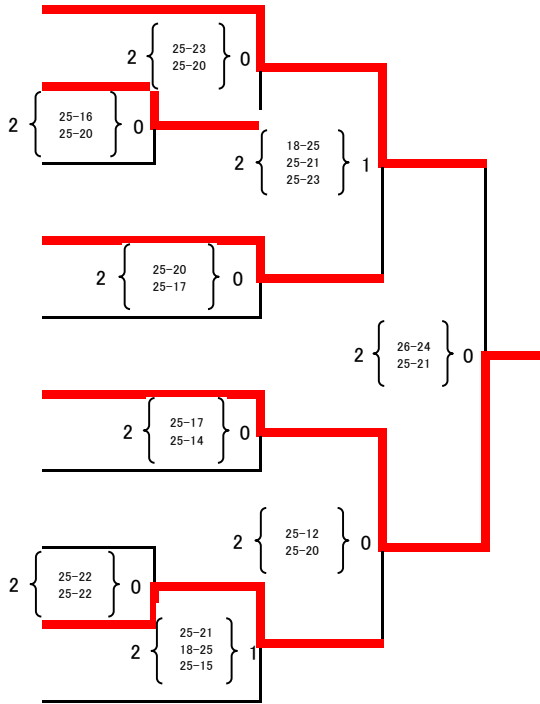 2 { 25-23 } 0
25-20
2 { 25-16 } 0
25-20
2 { 18-25 } 1
25-21
25-23
2 { 25-20 } 0
25-17
2 { 26-24 } 0
25-21
2 { 25-17 } 0
25-14
2 { 25-12 } 0
25-20
2 { 25-22 } 0
25-22
2 { 25-21 } 1
18-25
25-15